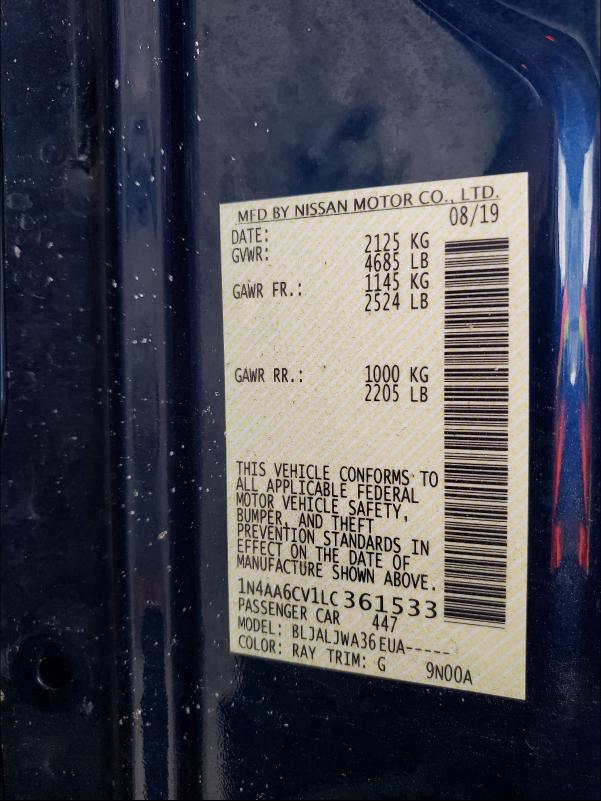 MFD BY NISSAN MOTOR CO., LTD.
DATE: 08/19
GVWR: 2125 KG
4685 LB
GAWR FR.: 1145 KG
2524 LB
GAWR RR.: 1000 KG
2205 LB
THIS VEHICLE CONFORMS TO
ALL APPLICABLE FEDERAL
MOTOR VEHICLE SAFETY,
BUMPER, AND THEFT
PREVENTION STANDARDS IN
EFFECT ON THE DATE OF
MANUFACTURE SHOWN ABOVE.
1N4AA6CV1LC361533
PASSENGER CAR 447
MODEL: BLJALJWA36EUA-----
COLOR: RAY TRIM: G 9N00A